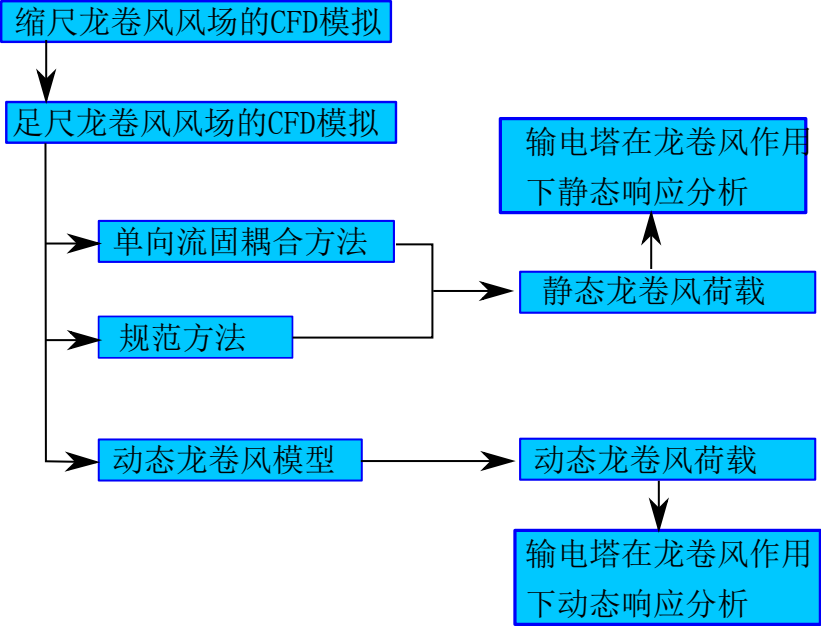 缩尺龙卷风风场的CFD模拟
足尺龙卷风风场的CFD模拟
输电塔在龙卷风作用
下静态响应分析
单向流固耦合方法
静态龙卷风荷载
规范方法
动态龙卷风模型
动态龙卷风荷载
输电塔在龙卷风作用
下动态响应分析